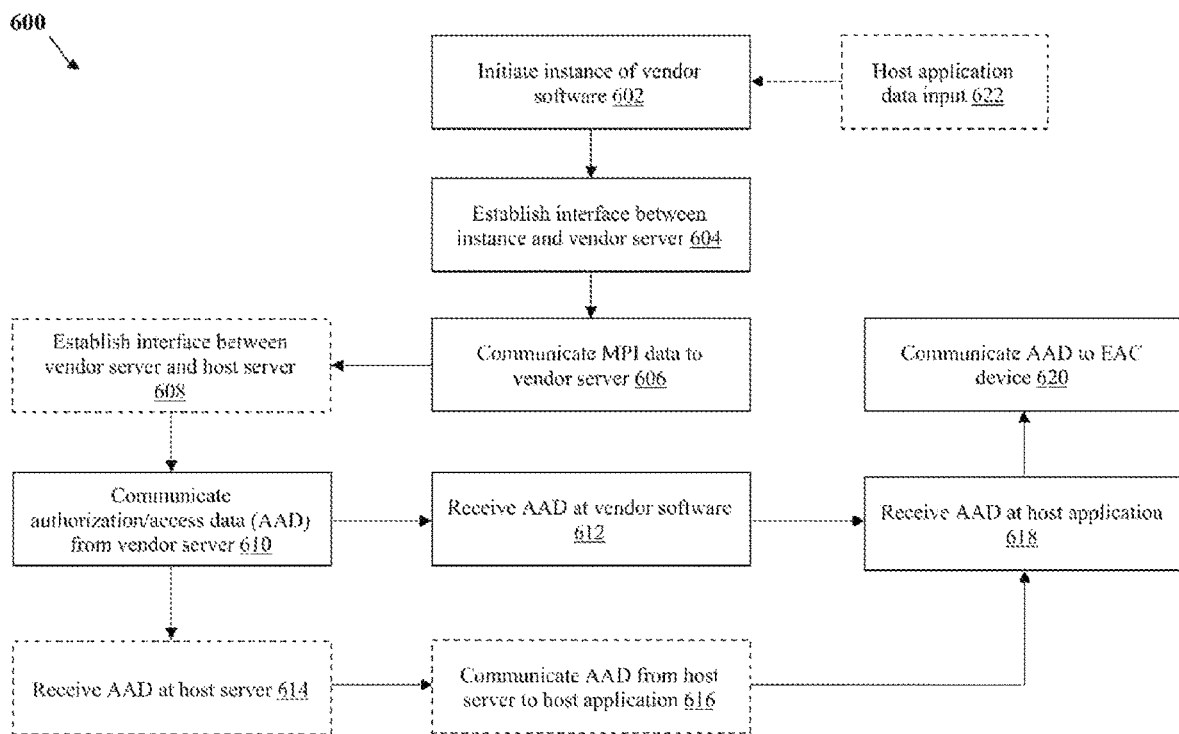 600
Initiate instance of vendor
software 602
Host application
data input 622
Establish interface between
instance and vendor server 604
Establish interface between
vendor server and host server
608
Communicate MPI data to
vendor server 606
Communicate AAD to EAC
device 620
Communicate
authorization/access data (AAD)
from vendor server 610
Receive AAD at vendor software
612
Receive AAD at host application
618
Receive AAD at host server 614
Communicate AAD from host
server to host application 616